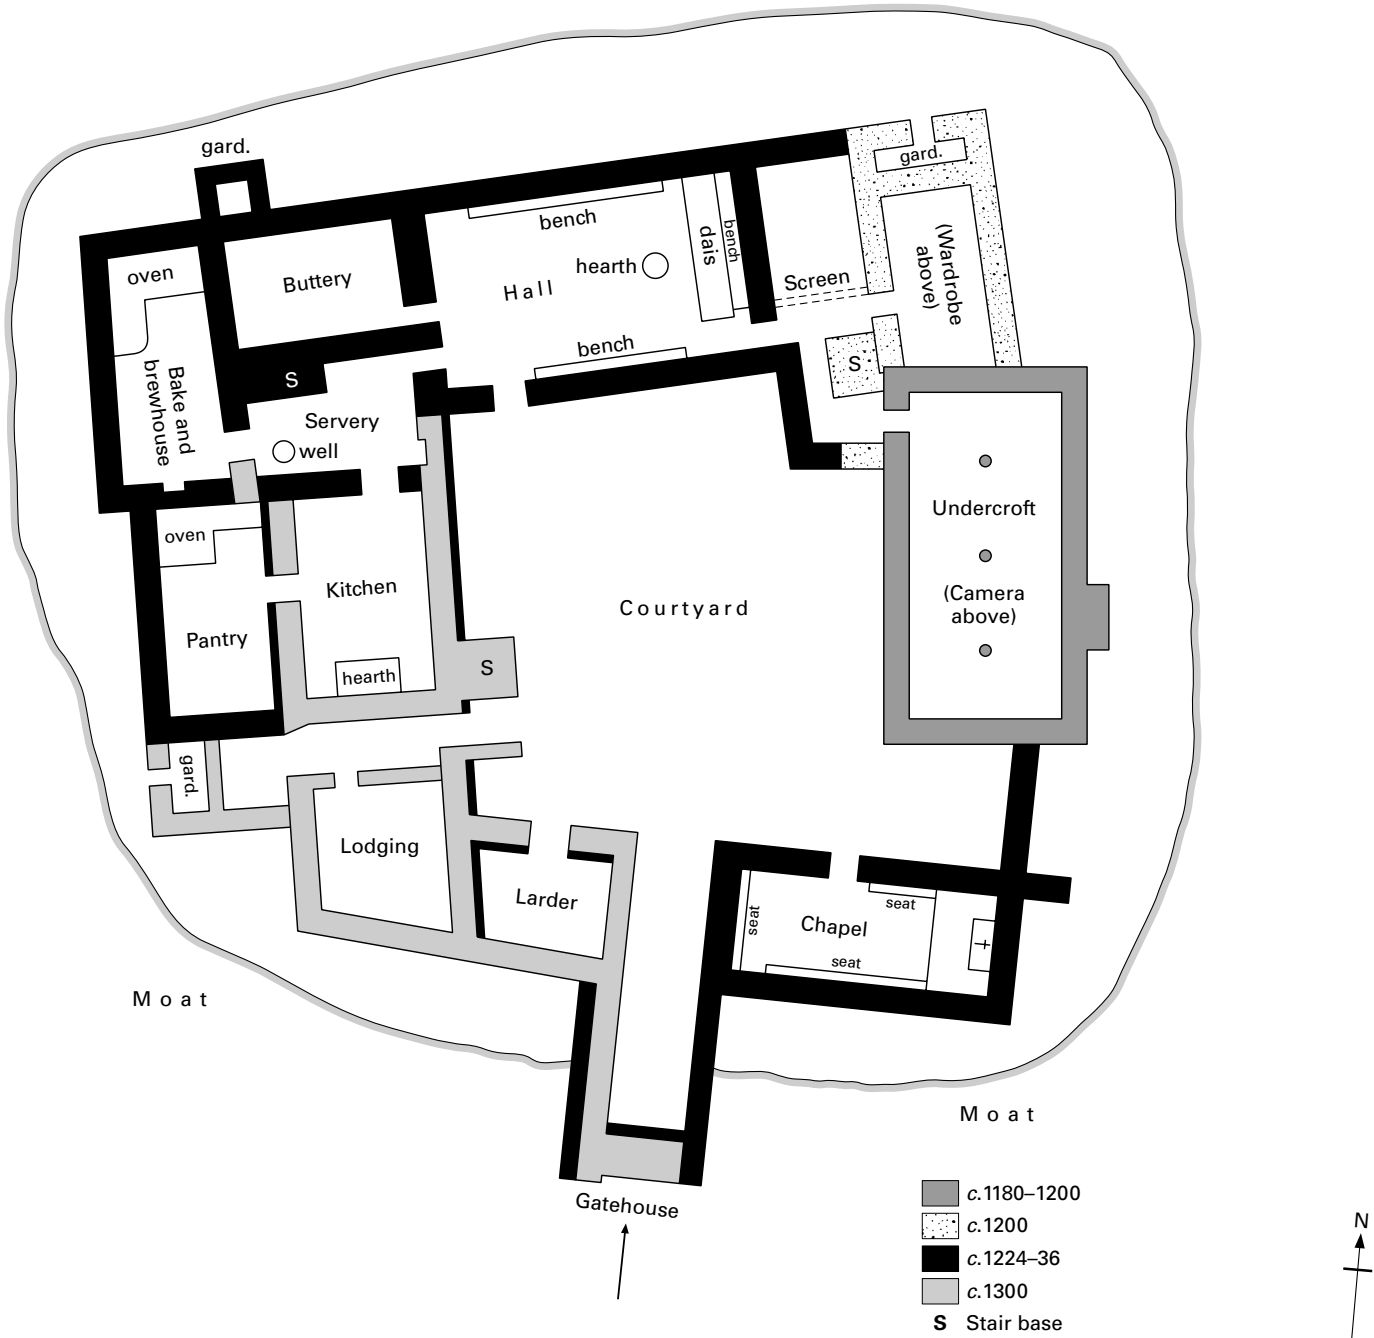 gard.
gard.
oven
Buttery
bench
hearth
Hall
dais
bench
Screen
(Wardrobe
above)
bench
S
S
Bake and
brewhouse
Servery
well
oven
Kitchen
Pantry
hearth
S
Courtyard
Undercroft
(Camera
above)
gard.
Lodging
Larder
seat
seat
Chapel
seat
Moat
Moat
Gatehouse
c.1180–1200
c.1200
c.1224–36
c.1300
S Stair base
N